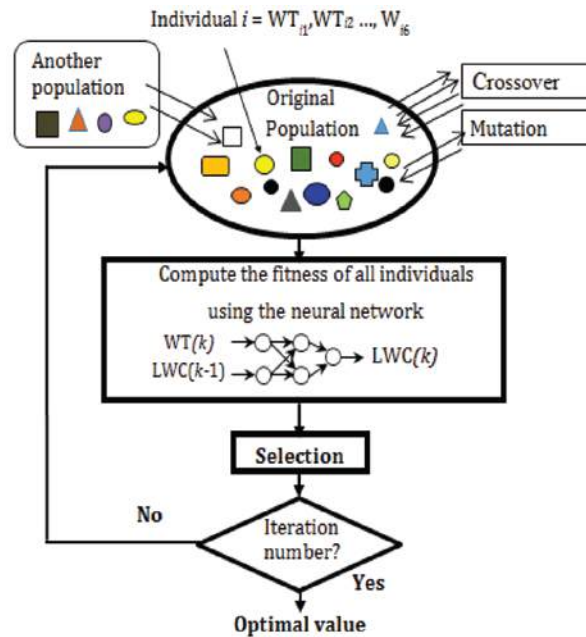 Individual i = WTi1,WTi2 ..., Wi6
Another
population
Original
Population
Crossover
Mutation
Compute the fitness of all individuals
using the neural network
WT(k)
LWC(k-1)
LWC(k)
Selection
No
Iteration
number?
Yes
Optimal value